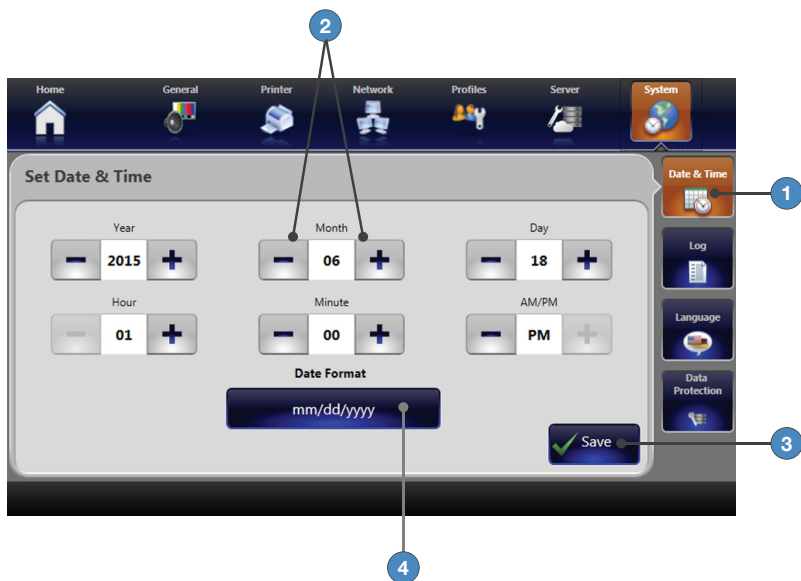 2
Home General Printer Network Profiles Server System
Set Date & Time
Date & Time
1
Year Month Day
2015 06 18
Log
Hour Minute AM/PM
01 00 PM
Language
Date Format
mm/dd/yyyy
Data
Protection
Save
3
4